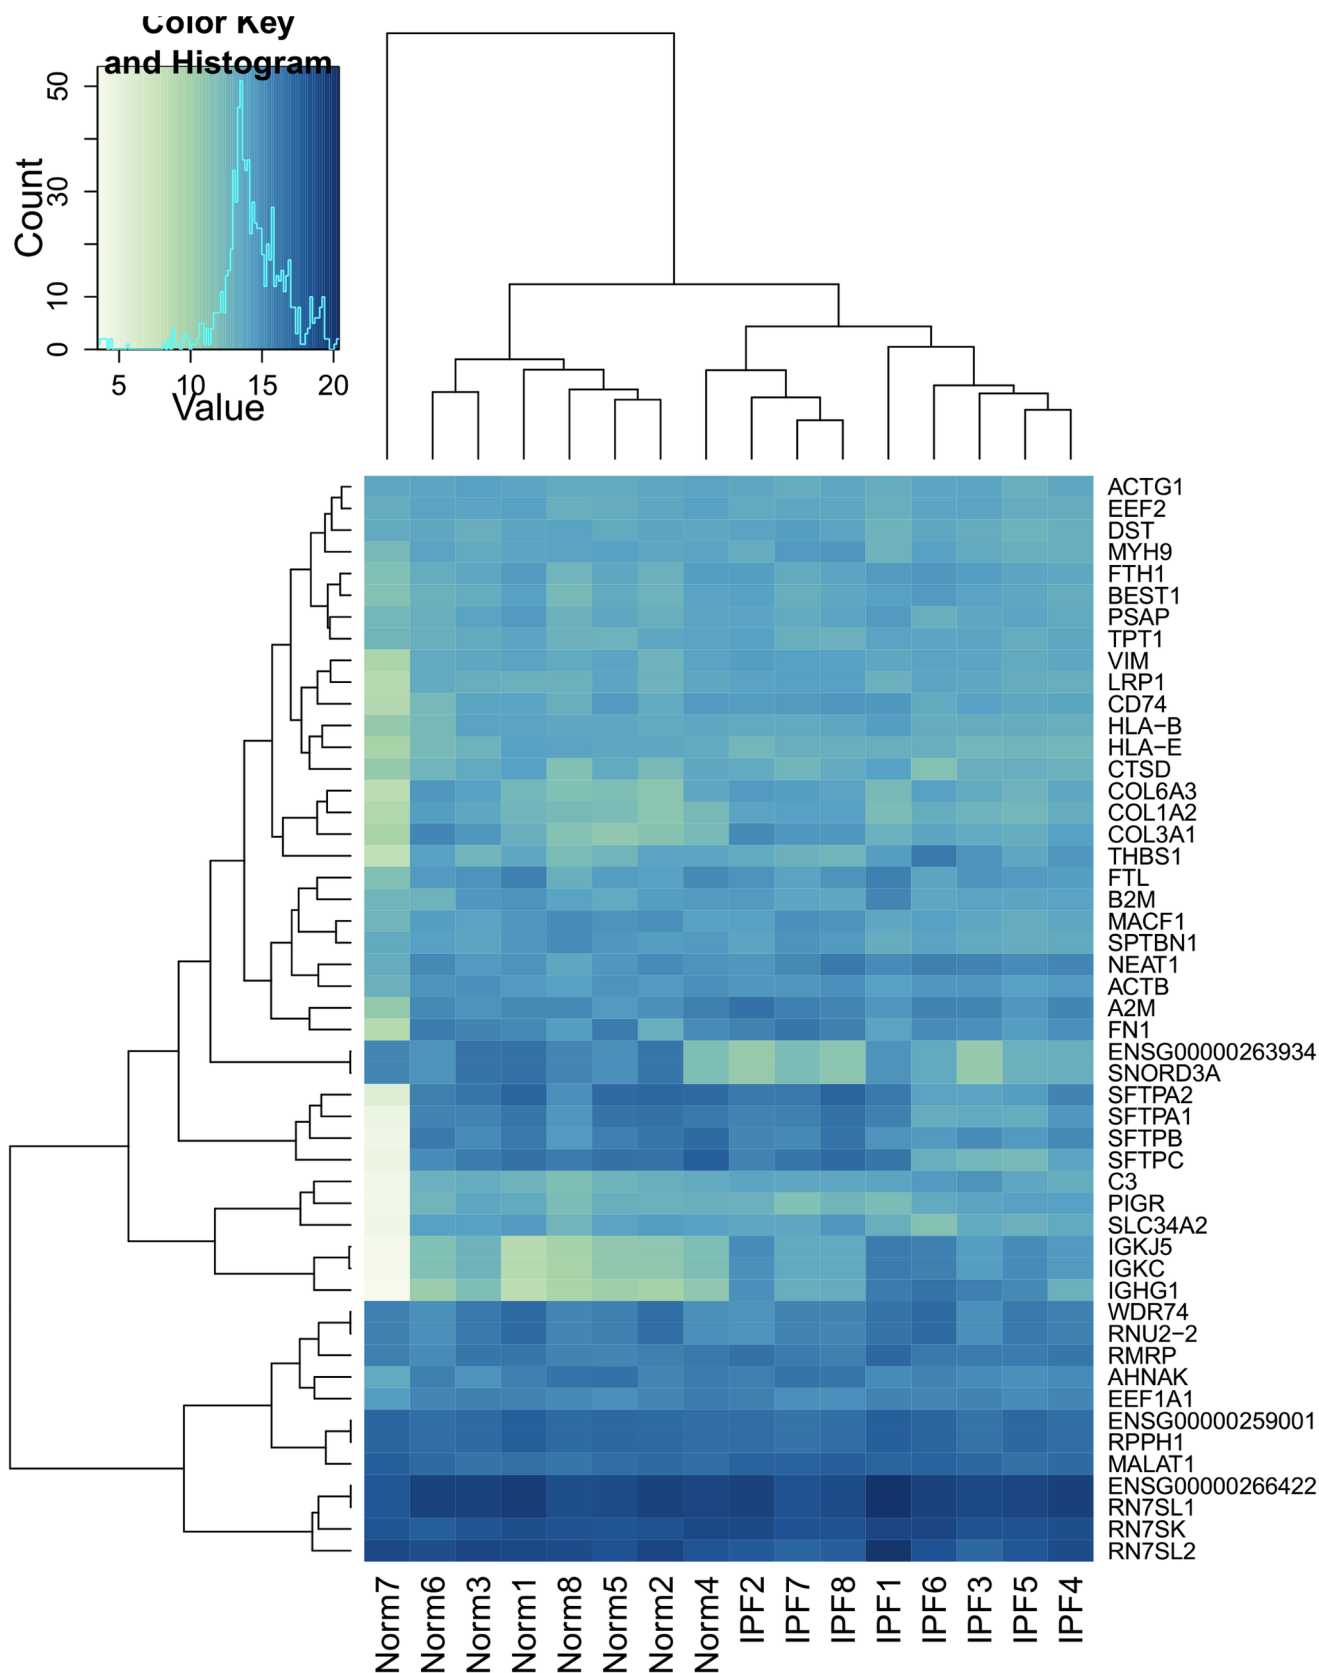 Color Key
and Histogram
Count
0
10
30
50
5
10
15
20
Value
ACTG1
EEF2
DST
MYH9
FTH1
BEST1
PSAP
TPT1
VIM
LRP1
CD74
HLA−B
HLA−E
CTSD
COL6A3
COL1A2
COL3A1
THBS1
FTL
B2M
MACF1
SPTBN1
NEAT1
ACTB
A2M
FN1
ENSG00000263934
SNORD3A
SFTPA2
SFTPA1
SFTPB
SFTPC
C3
PIGR
SLC34A2
IGKJ5
IGKC
IGHG1
WDR74
RNU2−2
RMRP
AHNAK
EEF1A1
ENSG00000259001
RPPH1
MALAT1
ENSG00000266422
RN7SL1
RN7SK
RN7SL2
Norm7
Norm6
Norm3
Norm1
Norm8
Norm5
Norm2
Norm4
IPF2
IPF7
IPF8
IPF1
IPF6
IPF3
IPF5
IPF4